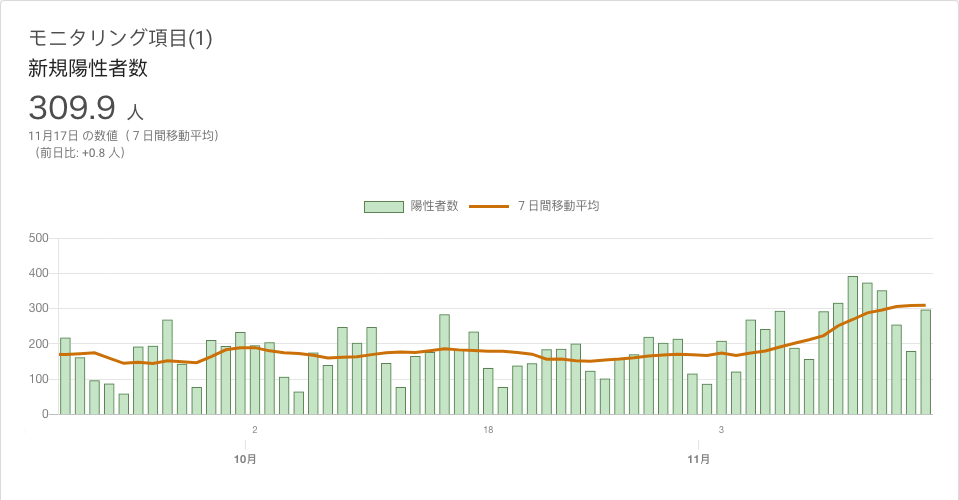 モニタリング項目(1)
新規陽性者数
309.9 人
11月17日 の数値（７日間移動平均）
（前日比: +0.8 人）
陽性者数 ７日間移動平均
500
400
300
200
100
0
2 18 3
10月 11月